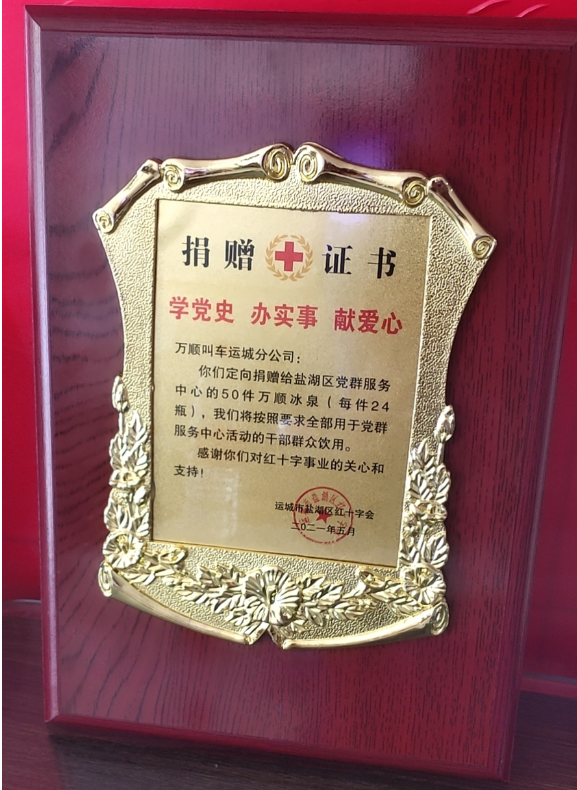 捐赠证书
学党史 办实事 献爱心
万顺叫车运城分公司：
你们定向捐赠给盐湖区党群服务
中心的50件万顺冰泉（每件24
瓶），我们将按照要求全部用于党群
服务中心活动的干部群众饮用。
感谢你们对红十字事业的关心和
支持！
运城市盐湖区红十字会
二〇二一年五月